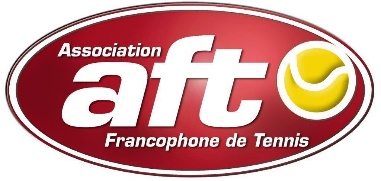 Association
aft
Francophone de Tennis